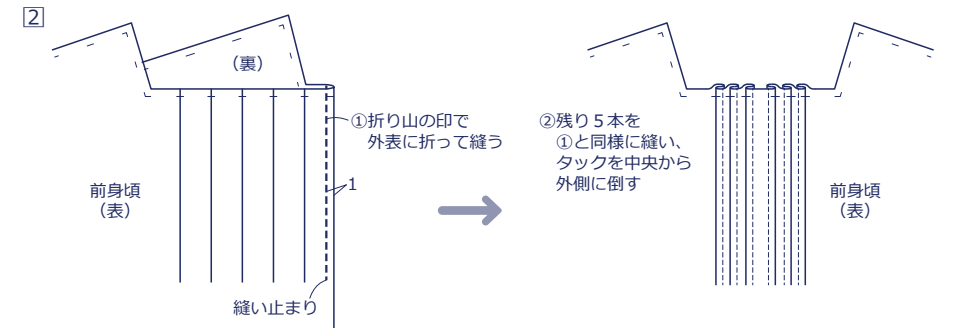 2
(裏)
①折り山の印で
外表に折って縫う
1
前身頃
(表)
縫い止まり
②残り5本を
①と同様に縫い、
タックを中央から
外側に倒す
前身頃
(表)